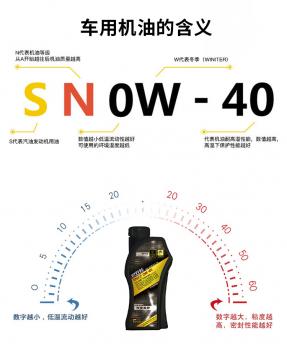 车用机油的含义
N代表机油等级
从A开始越往后机油质量越高
W代表冬季（WINITER）
S N 0W - 40
S代表汽油发动机用油
数值越小低温流动性越好
可使用的环境温度越低
代表机油耐高温性能，数值越高，
高温下保护性能越好
0
5
10
15
20
20
30
40
50
60
数字越小，低温流动越好
数字越大，粘度越
高，密封性能越好